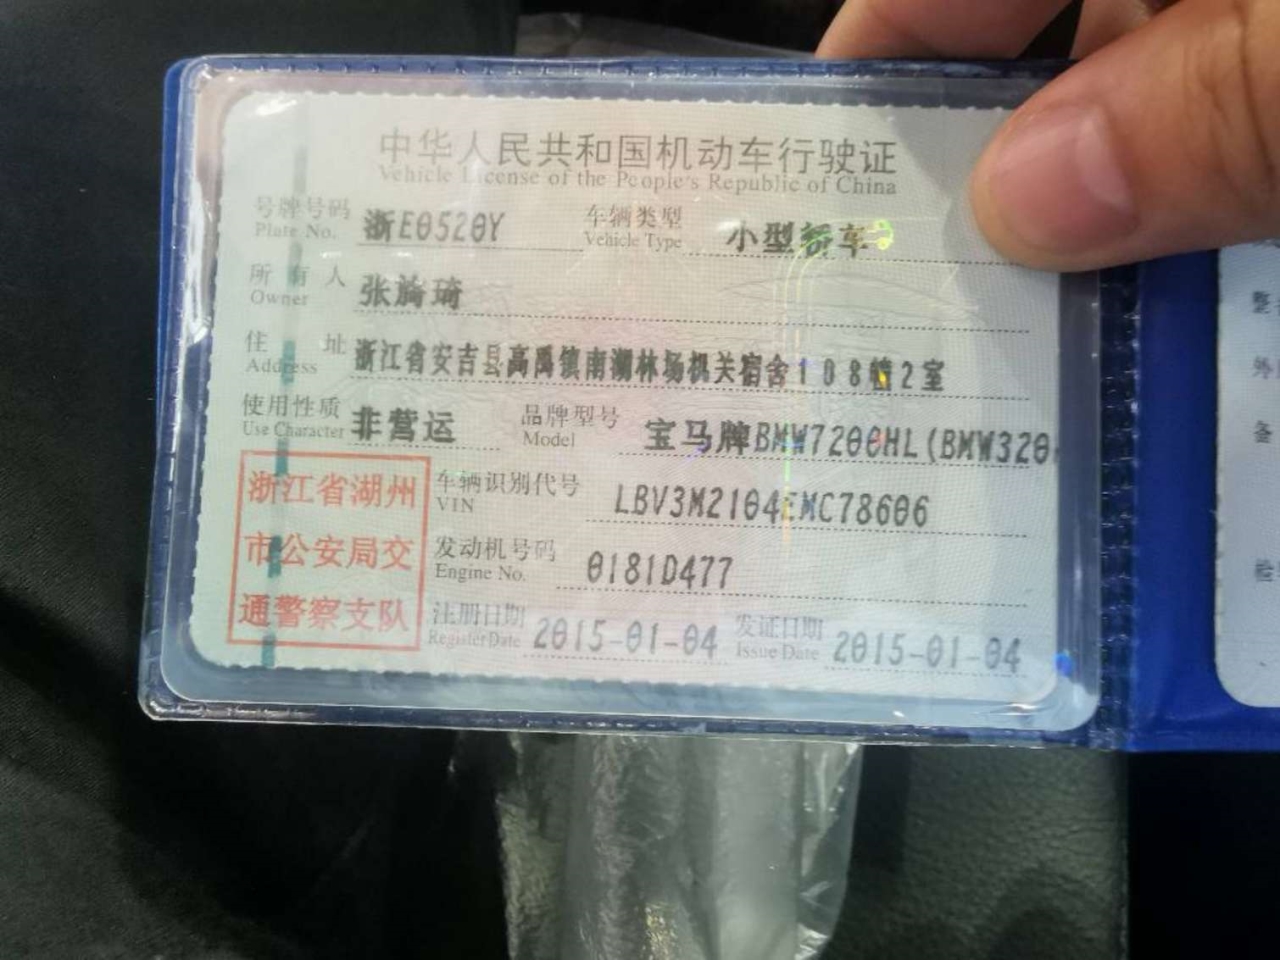 中华人民共和国机动车行驶证
Vehicle License of the People's Republic of China
号牌号码 浙E0520Y 车辆类型 小型轿车
Plate No. Vehicle Type
所有人 张旖琦
Owner
住址 浙江省安吉县高禹镇南湖林场机关宿舍108幢2室
Address
使用性质 非营运 品牌型号 宝马牌BMW7200HL(BMW320
Use Character Model
浙江省湖州
市公安局交
通警察支队
车辆识别代号 LBV3M2104EMC78606
VIN
发动机号码 0181D477
Engine No.
注册日期 2015-01-04 发证日期 2015-01-04
Register Date Issue Date
整
外
备
检